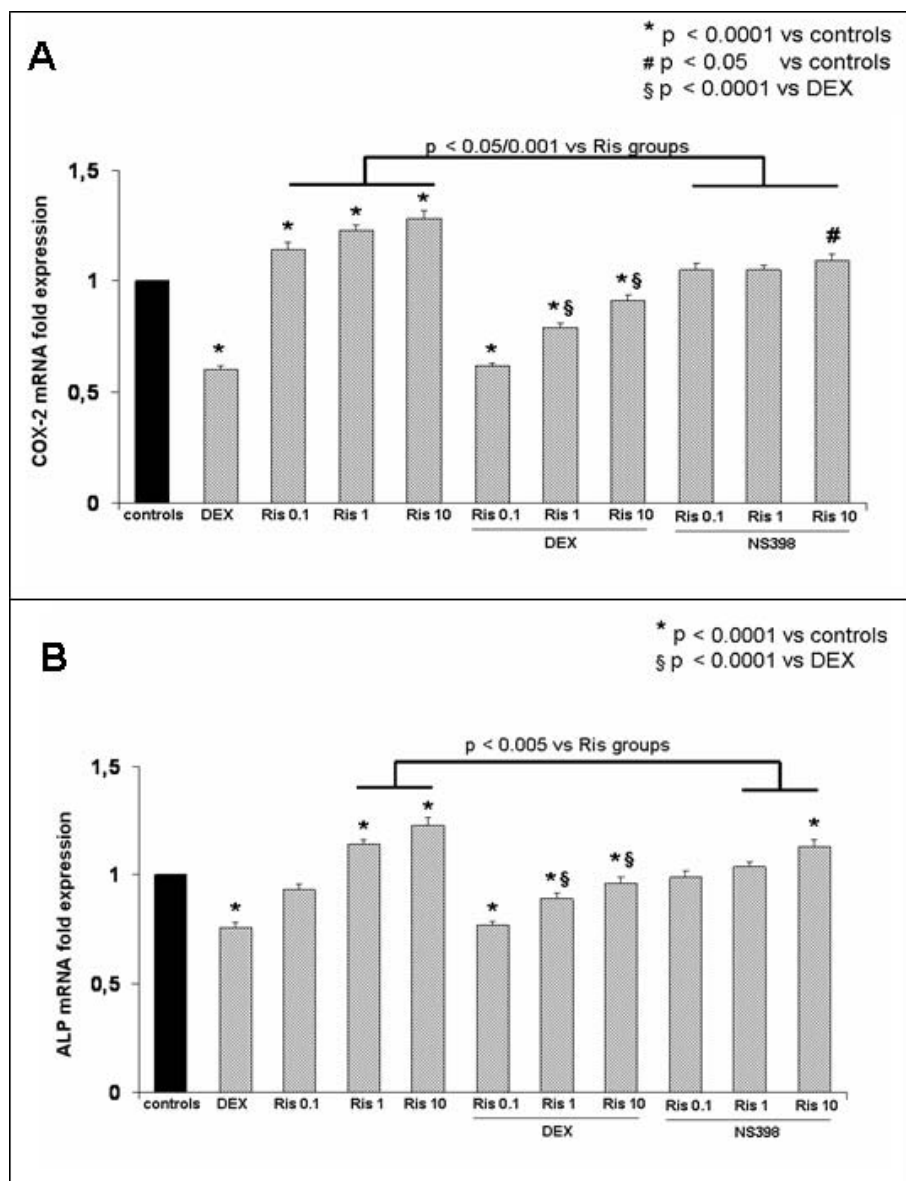 A
* p < 0.0001 vs controls
# p < 0.05 vs controls
§ p < 0.0001 vs DEX
p < 0.05/0.001 vs Ris groups
COX-2 mRNA fold expression
1,5
1
0,5
0
* * * * * *§ *§ #
controls DEX Ris 0.1 Ris 1 Ris 10 Ris 0.1 Ris 1 Ris 10 Ris 0.1 Ris 1 Ris 10
DEX NS398
B
* p < 0.0001 vs controls
§ p < 0.0001 vs DEX
p < 0.005 vs Ris groups
ALP mRNA fold expression
1,5
1
0,5
0
* * * * *§ *§ *
controls DEX Ris 0.1 Ris 1 Ris 10 Ris 0.1 Ris 1 Ris 10 Ris 0.1 Ris 1 Ris 10
DEX NS398